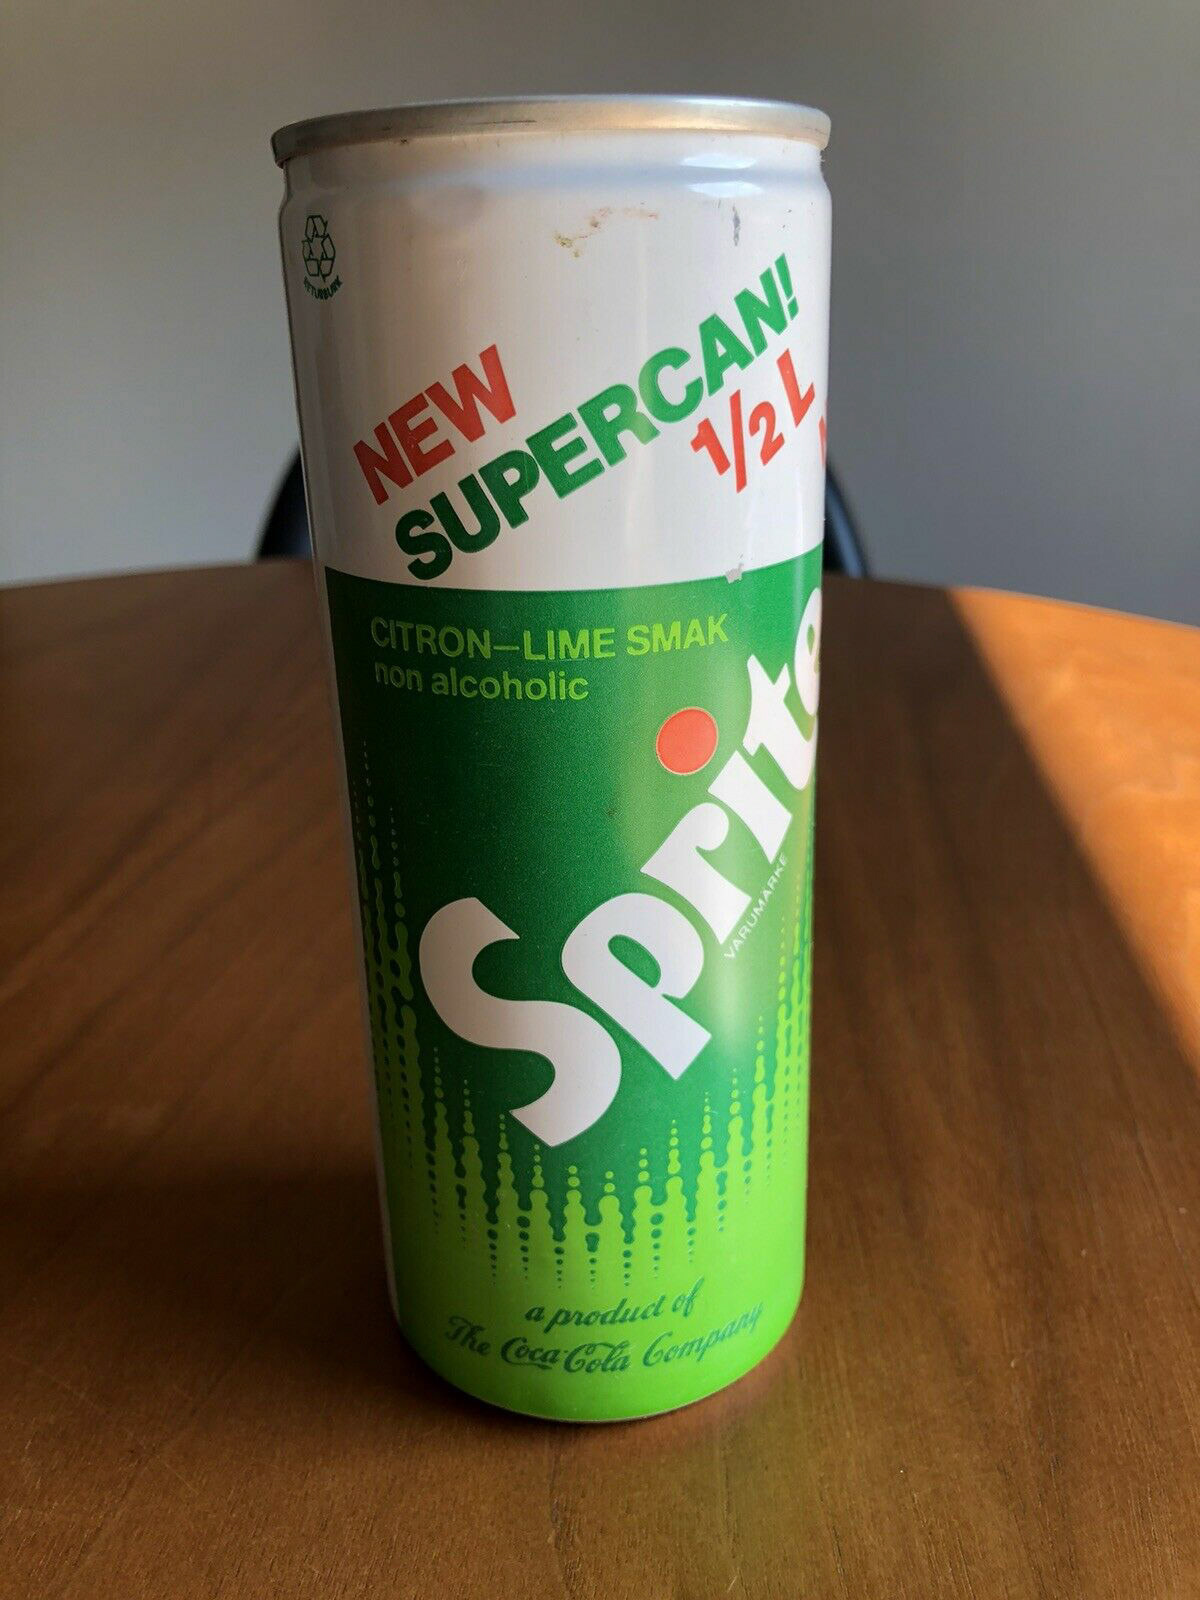 RETURBURK
NEW
SUPERCAN!
1/2 L
CITRON–LIME SMAK
non alcoholic
Sprite
VARUMÄRKE
a product of
The Coca-Cola Company